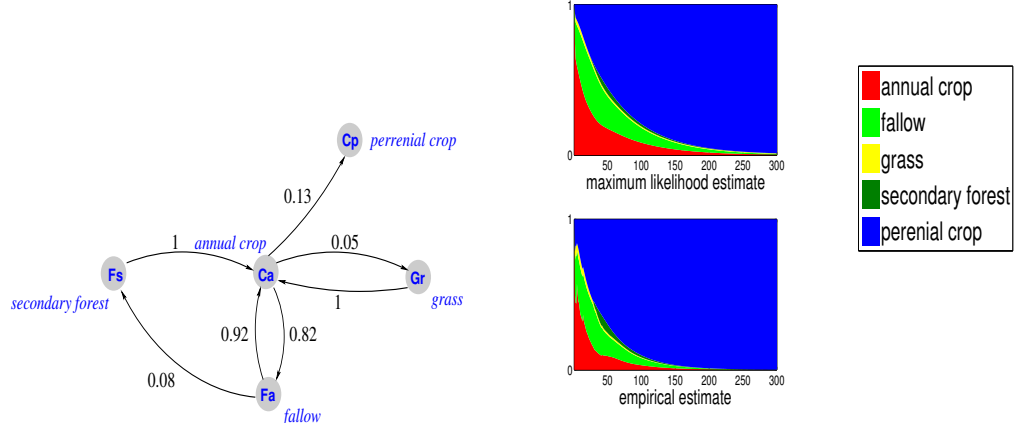 Cp perrenial crop
0.13
1 annual crop 0.05
Fs Ca Gr
secondary forest 1 grass
0.92 0.82
0.08
Fa
fallow
1
0
50 100 150 200 250 300
maximum likelihood estimate
1
0
50 100 150 200 250 300
empirical estimate
annual crop
fallow
grass
secondary forest
perenial crop